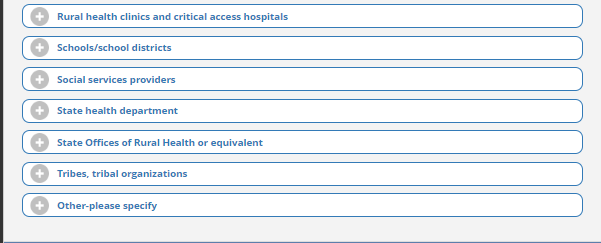 Rural health clinics and critical access hospitals
Schools/school districts
Social services providers
State health department
State Offices of Rural Health or equivalent
Tribes, tribal organizations
Other-please specify